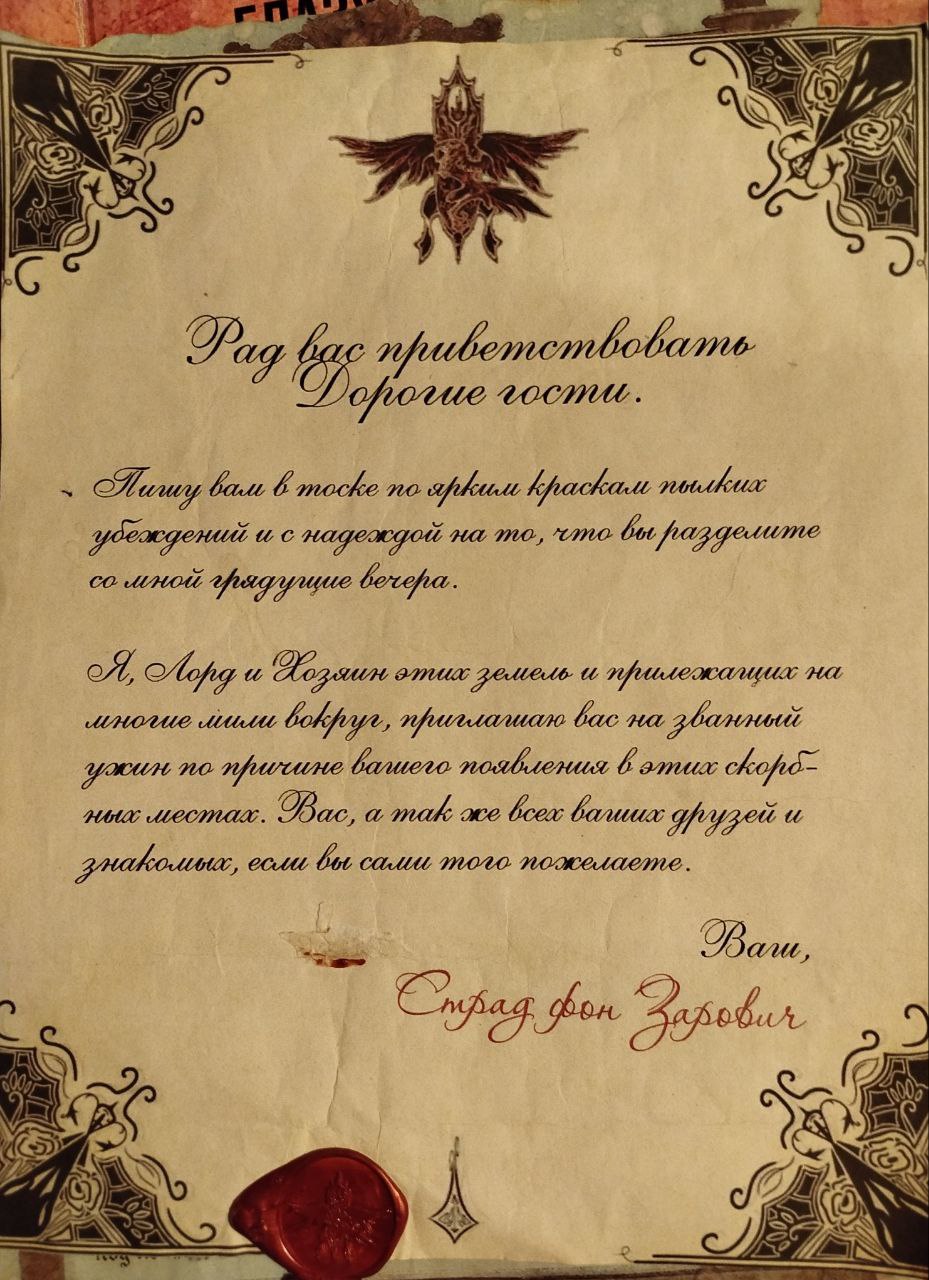 Рад вас приветствовать
Дорогие гости.
Пишу вам в тоске по ярким краскам пылких
убеждений и с надеждой на то, что вы разделите
со мной грядущие вечера.
Я, Лорд и Хозяин этих земель и прилежащих на
многие мили вокруг, приглашаю вас на званный
ужин по причине вашего появления в этих скорб-
ных местах. Вас, а так же всех ваших друзей и
знакомых, если вы сами того пожелаете.
Ваш,
Страд фон Зарович